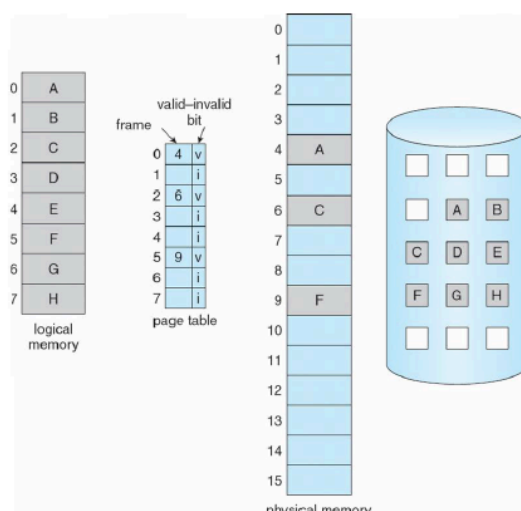 0 A
1 B
2 C
3 D
4 E
5 F
6 G
7 H
logical
memory
valid–invalid
bit
frame
0 4 v
1 i
2 6 v
3 i
4 i
5 9 v
6 i
7 i
page table
0
1
2
3
4 A
5
6 C
7
8
9 F
10
11
12
13
14
15
physical memory
A B
C D E
F G H